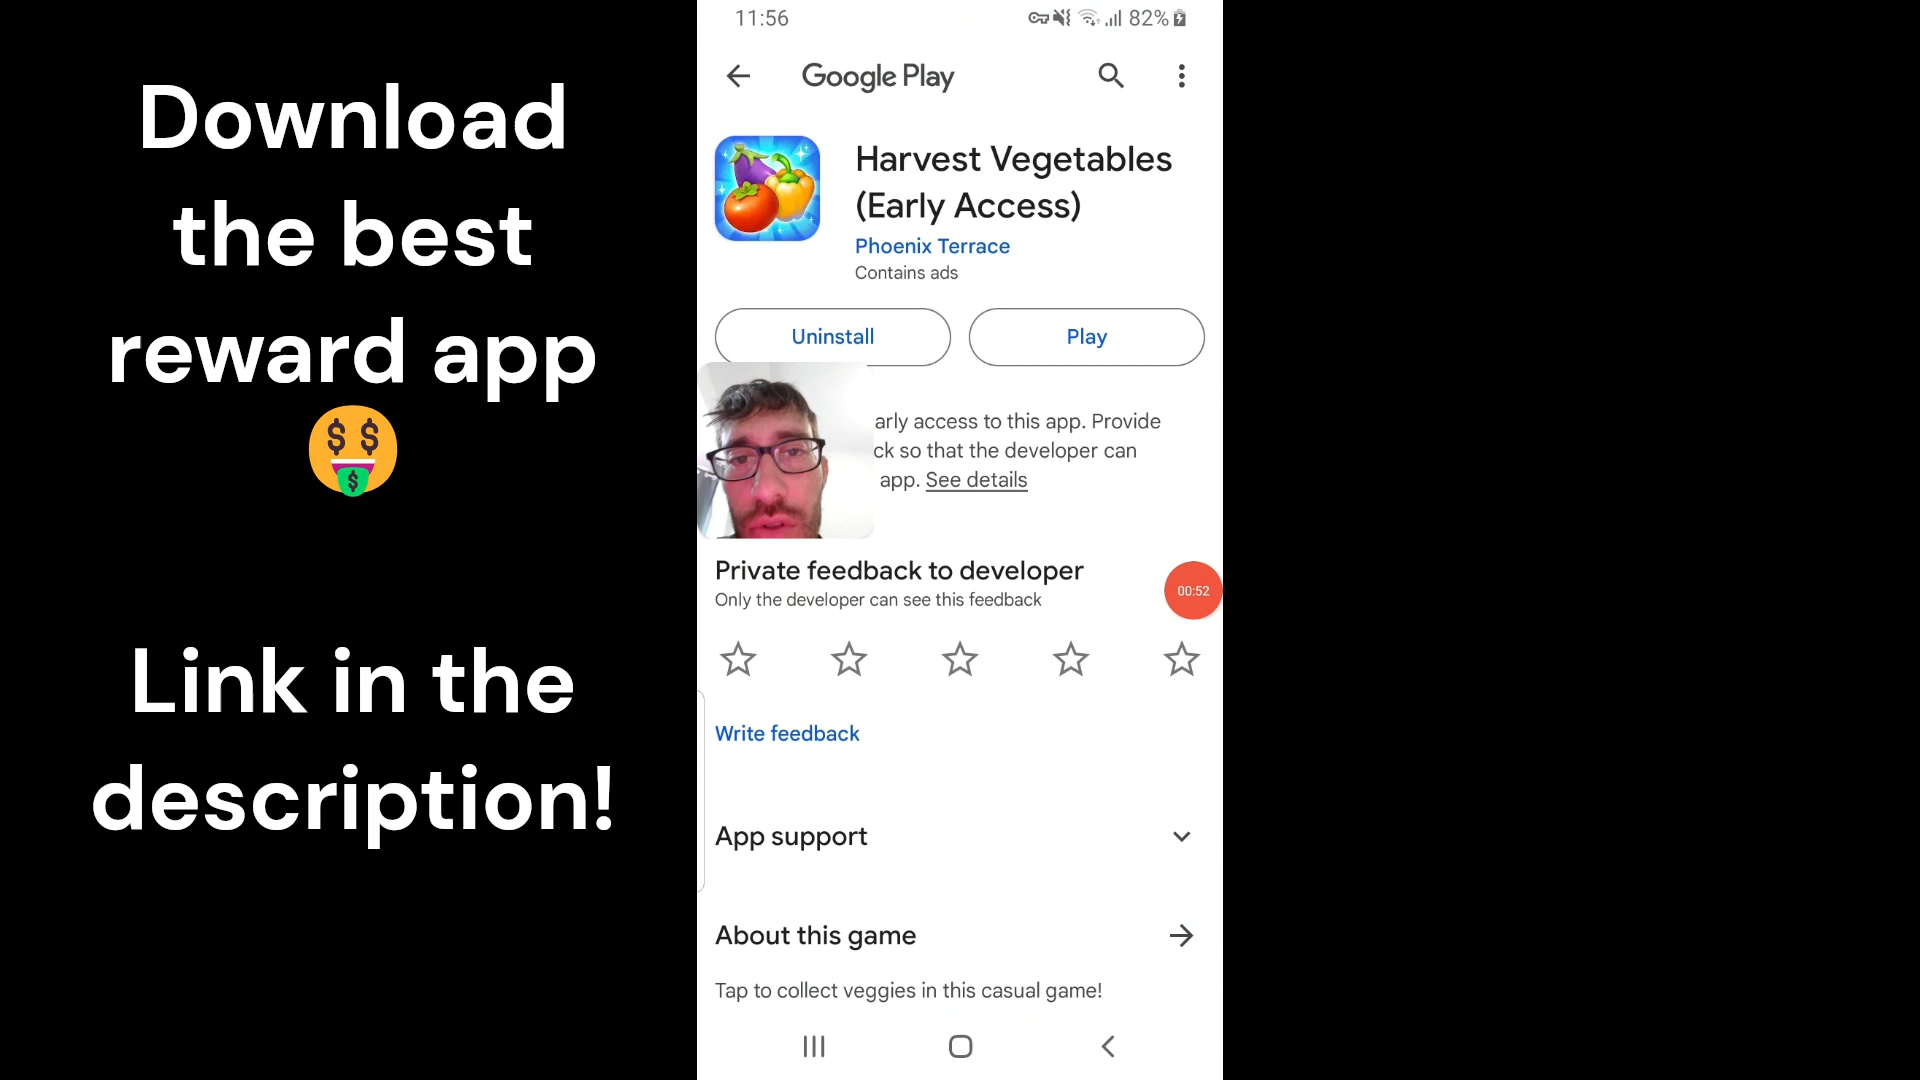 Download
the best
reward app
Link in the
description!
11:56
82%
Google Play
Harvest Vegetables
(Early Access)
Phoenix Terrace
Contains ads
Uninstall
Play
arly access to this app. Provide
ck so that the developer can
app. See details
Private feedback to developer
Only the developer can see this feedback
00:52
Write feedback
App support
About this game
Tap to collect veggies in this casual game!